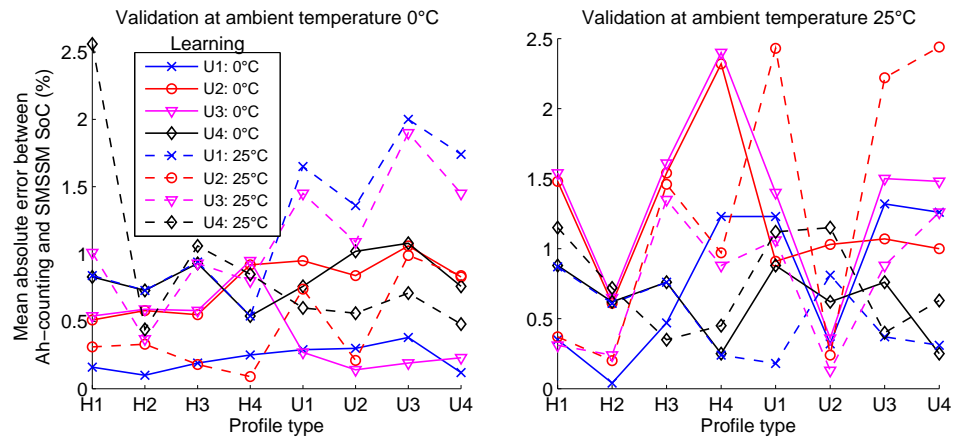 Validation at ambient temperature 0°C
Mean absolute error between
Ah−counting and SMSSM SoC (%)
2.5
2
1.5
1
0.5
0
Learning
U1: 0°C
U2: 0°C
U3: 0°C
U4: 0°C
U1: 25°C
U2: 25°C
U3: 25°C
U4: 25°C
H1 H2 H3 H4 U1 U2 U3 U4
Profile type
Validation at ambient temperature 25°C
2.5
2
1.5
1
0.5
0
H1 H2 H3 H4 U1 U2 U3 U4
Profile type